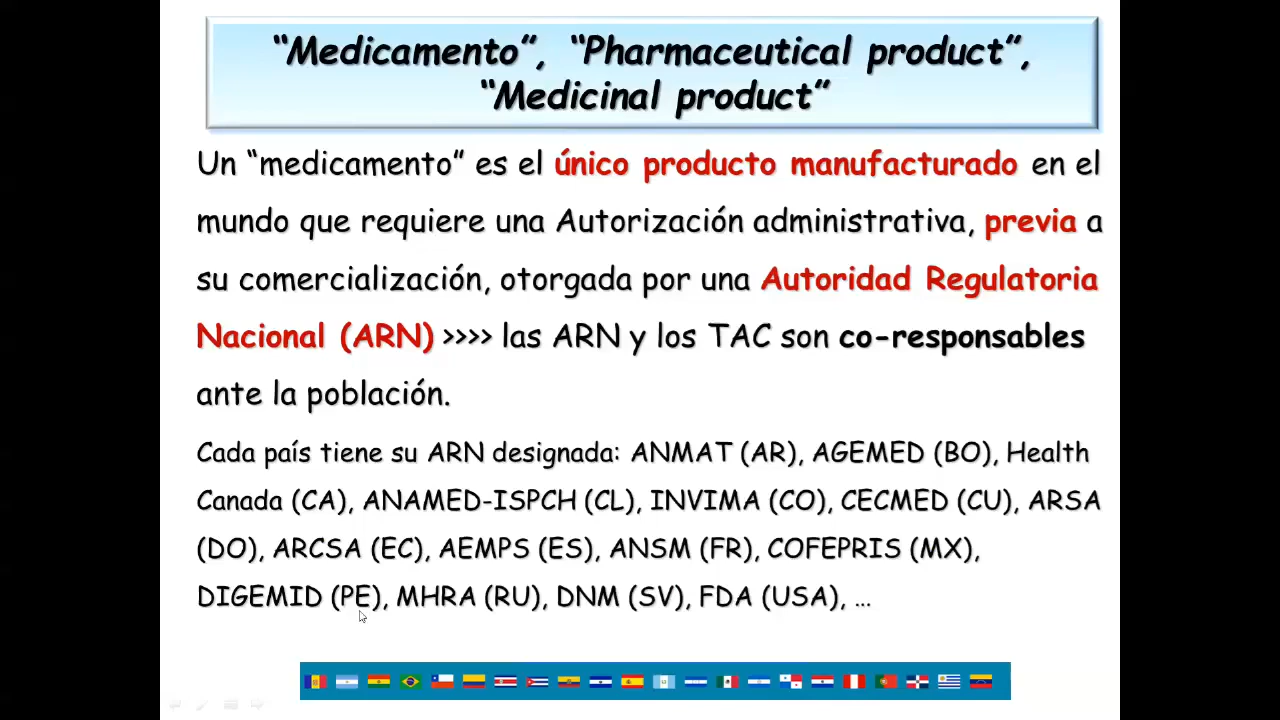 “Medicamento”, “Pharmaceutical product”,
“Medicinal product”
Un “medicamento” es el único producto manufacturado en el
mundo que requiere una Autorización administrativa, previa a
su comercialización, otorgada por una Autoridad Regulatoria
Nacional (ARN) >>>> las ARN y los TAC son co-responsables
ante la población.
Cada país tiene su ARN designada: ANMAT (AR), AGEMED (BO), Health
Canada (CA), ANAMED-ISPCH (CL), INVIMA (CO), CECMED (CU), ARSA
(DO), ARCSA (EC), AEMPS (ES), ANSM (FR), COFEPRIS (MX),
DIGEMID (PE), MHRA (RU), DNM (SV), FDA (USA), …